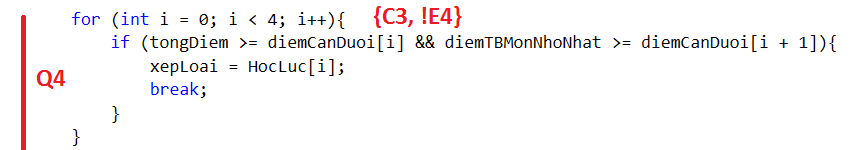 for (int i = 0; i < 4; i++){ {C3, !E4}
if (tongDiem >= diemCanDuoi[i] && diemTBMonNhoNhat >= diemCanDuoi[i + 1]){
xepLoai = HocLuc[i];
Q4
break;
}
}